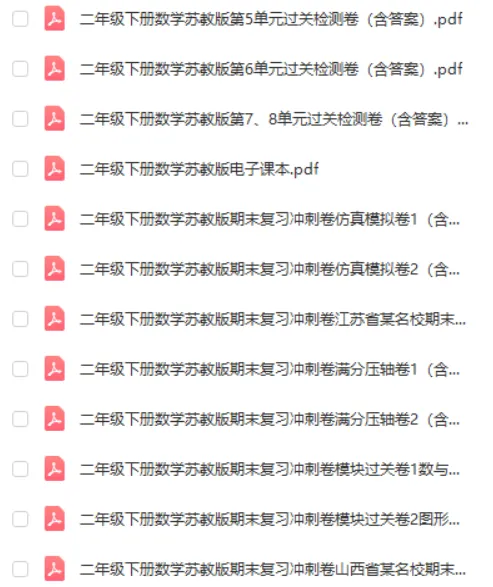 二年级下册数学苏教版第5单元过关检测卷（含答案）.pdf
二年级下册数学苏教版第6单元过关检测卷（含答案）.pdf
二年级下册数学苏教版第7、8单元过关检测卷（含答案）...
二年级下册数学苏教版电子课本.pdf
二年级下册数学苏教版期末复习冲刺卷仿真模拟卷1（含...
二年级下册数学苏教版期末复习冲刺卷仿真模拟卷2（含...
二年级下册数学苏教版期末复习冲刺卷江苏省某名校期末...
二年级下册数学苏教版期末复习冲刺卷满分压轴卷1（含...
二年级下册数学苏教版期末复习冲刺卷满分压轴卷2（含...
二年级下册数学苏教版期末复习冲刺卷模块过关卷1数与...
二年级下册数学苏教版期末复习冲刺卷模块过关卷2图形...
二年级下册数学苏教版期末复习冲刺卷山西省某名校期末...